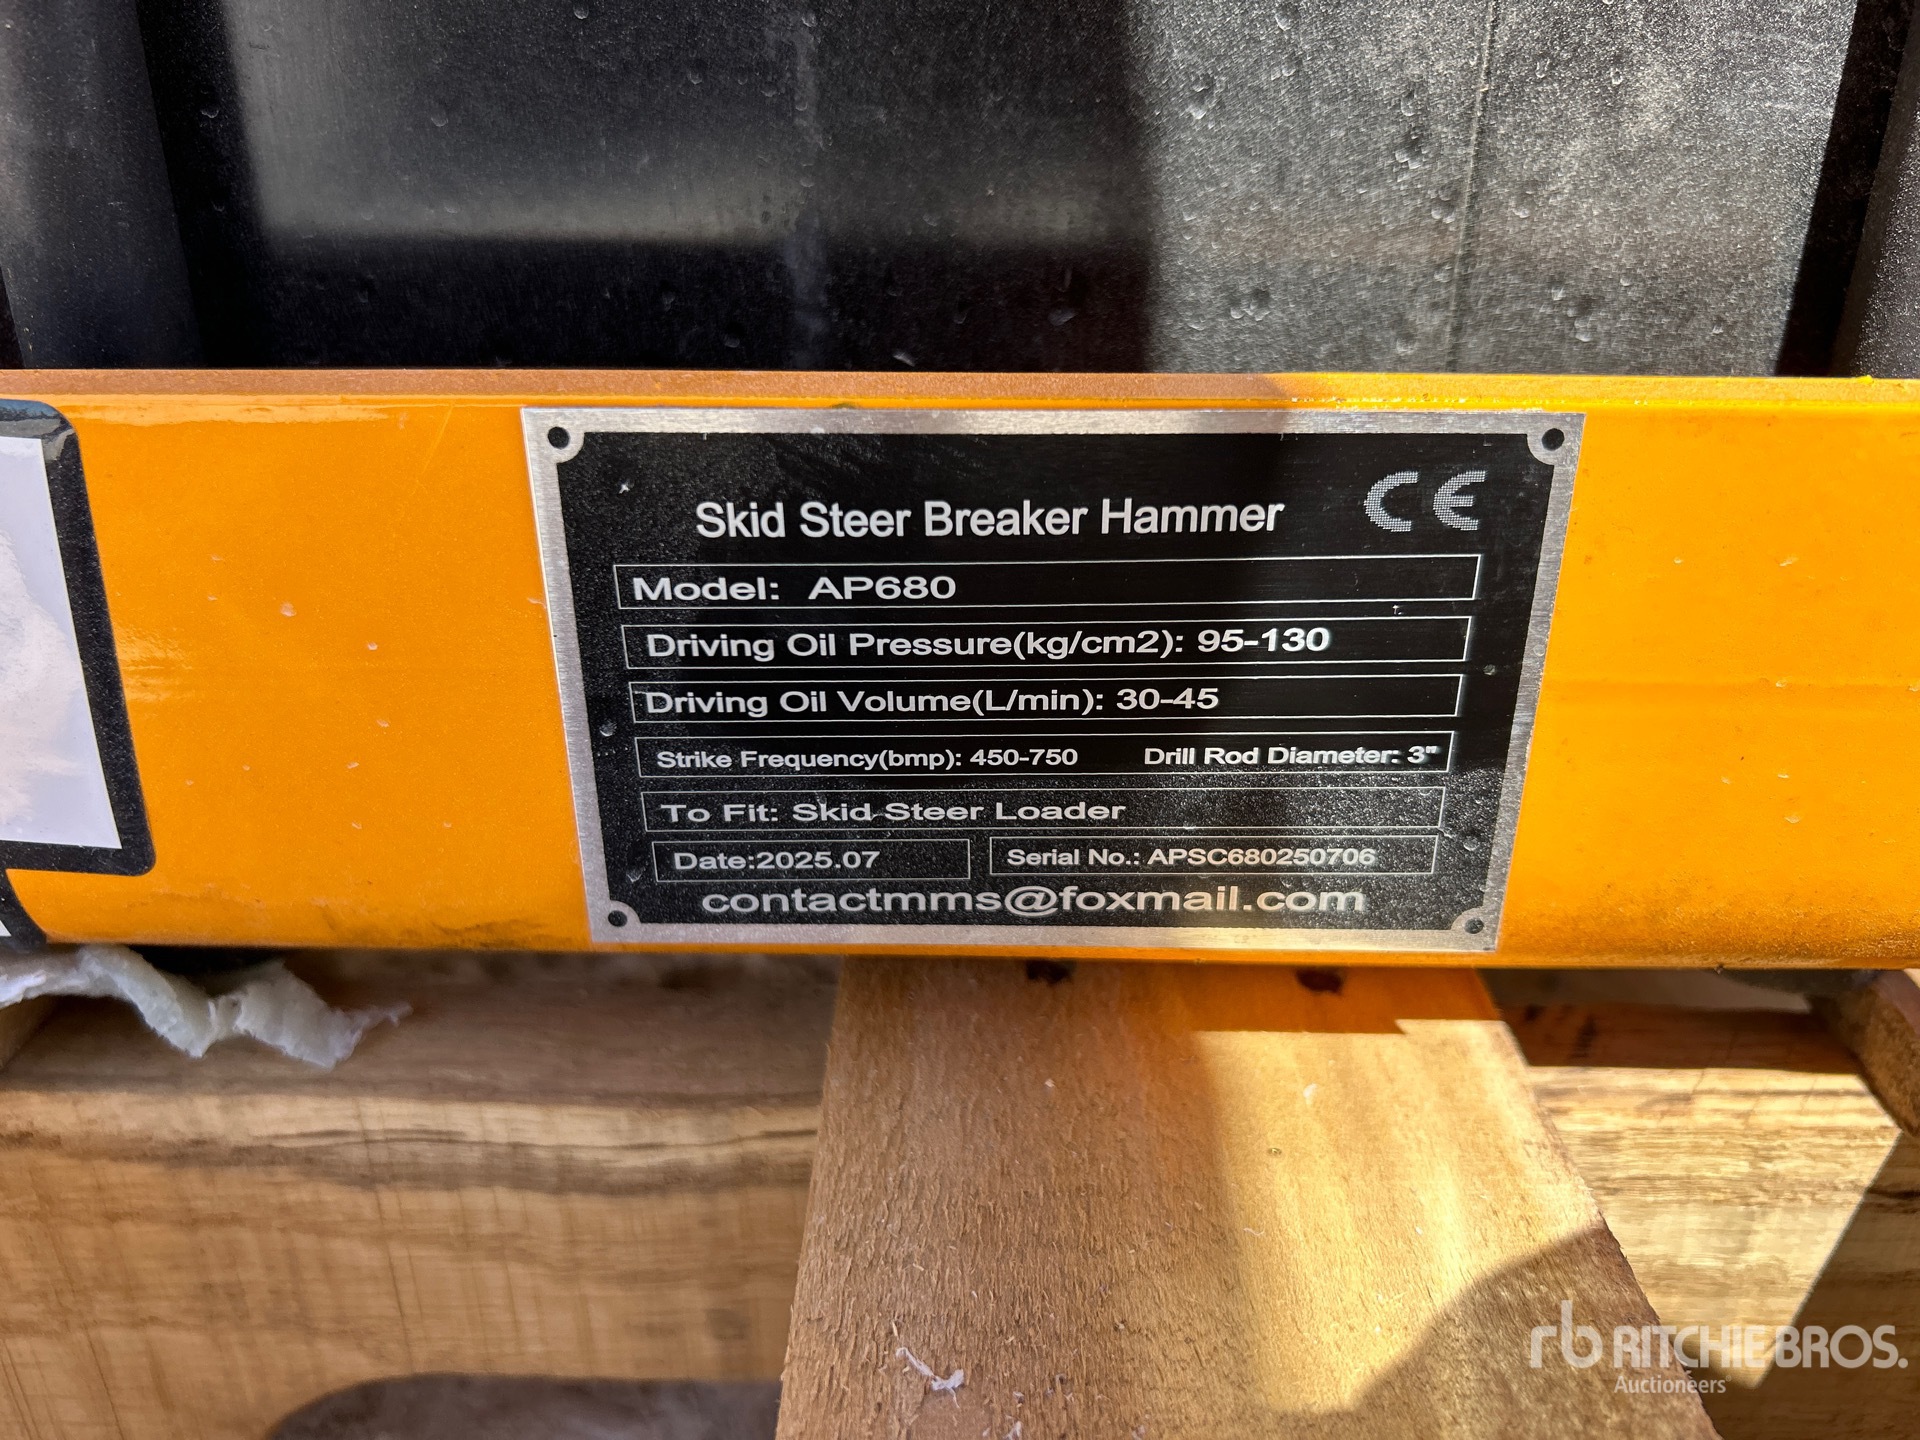 Skid Steer Breaker Hammer CE
Model: AP680
Driving Oil Pressure(kg/cm2): 95-130
Driving Oil Volume(L/min): 30-45
Strike Frequency(bmp): 450-750 Drill Rod Diameter: 3"
To Fit: Skid Steer Loader
Date:2025.07 Serial No.: APSC680250706
contactmms@foxmail.com
rb RITCHIE BROS.
Auctioneers